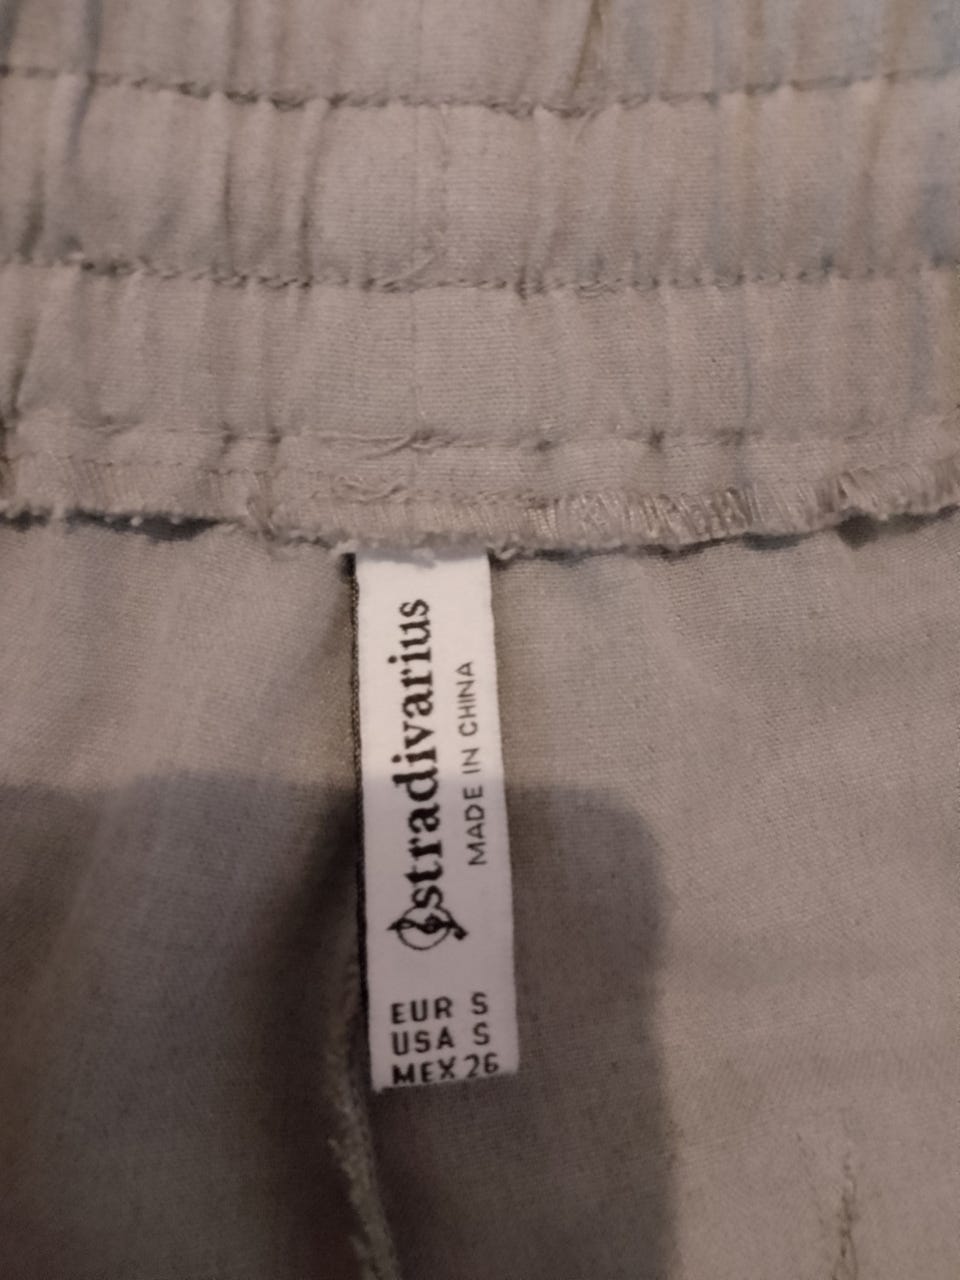 stradivarius
MADE IN CHINA
EUR S
USA S
MEX 26